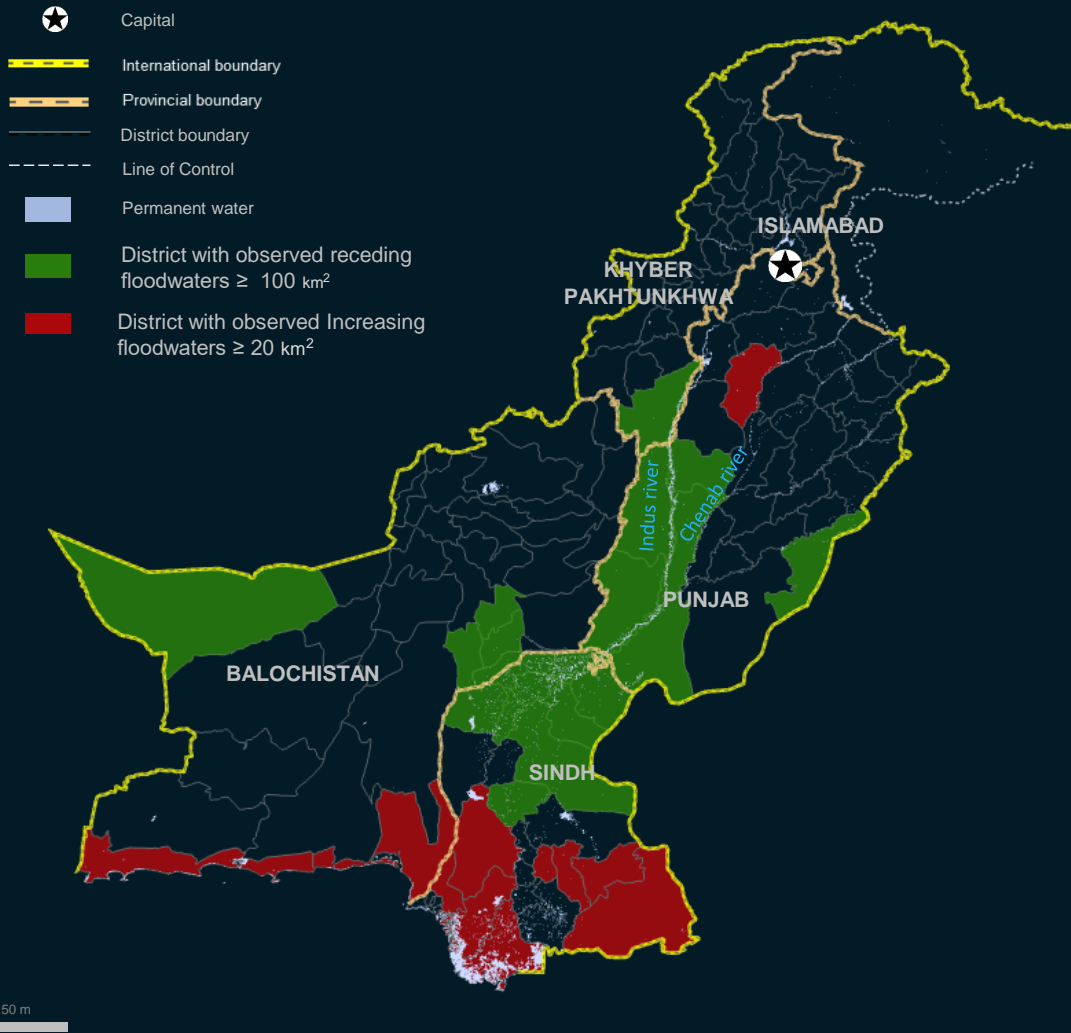 Capital
International boundary
Provincial boundary
District boundary
Line of Control
Permanent water
District with observed receding
floodwaters ≥ 100 km²
District with observed Increasing
floodwaters ≥ 20 km²
ISLAMABAD
KHYBER
PAKHTUNKHWA
Indus river
Chenab river
PUNJAB
BALOCHISTAN
SINDH
50 m